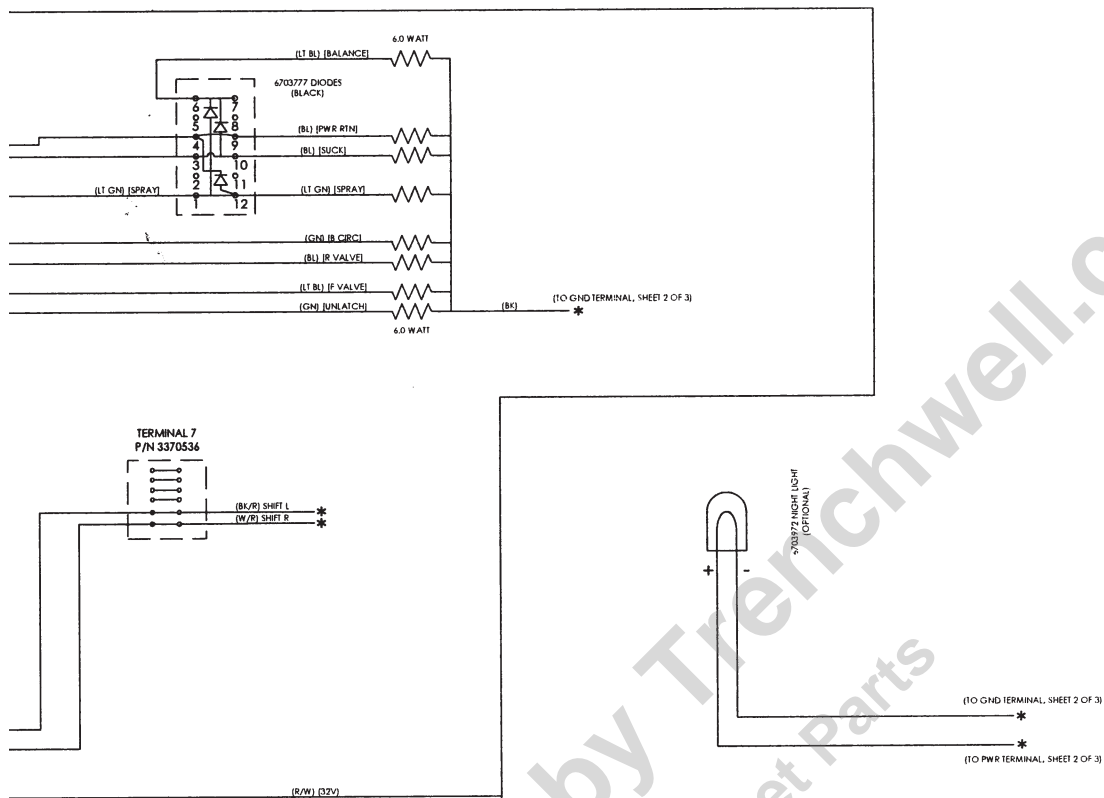 6.0 WATT
(LT BL) [BALANCE]
6703777 DIODES
(BLACK)
6 7
5 8
4 9
3 10
2 11
1 12
(BL) [PWR RTN]
(BL) [SUCK]
(LT GN) [SPRAY]
(LT GN) [SPRAY]
(GN) [B CIRC]
(BL) [R VALVE]
(LT BL) [F VALVE]
(GN) [UNLATCH]
6.0 WATT
(BK)
(TO GND TERMINAL, SHEET 2 OF 3)
*
TERMINAL 7
P/N 3370536
(BK/R) SHIFT L
*
(W/R) SHIFT R
*
6703972 NIGHT LIGHT
(OPTIONAL)
+ -
(TO GND TERMINAL, SHEET 2 OF 3)
*
*
(TO PWR TERMINAL, SHEET 2 OF 3)
(R/W) (32V)
by Trenchwell.c
et Parts